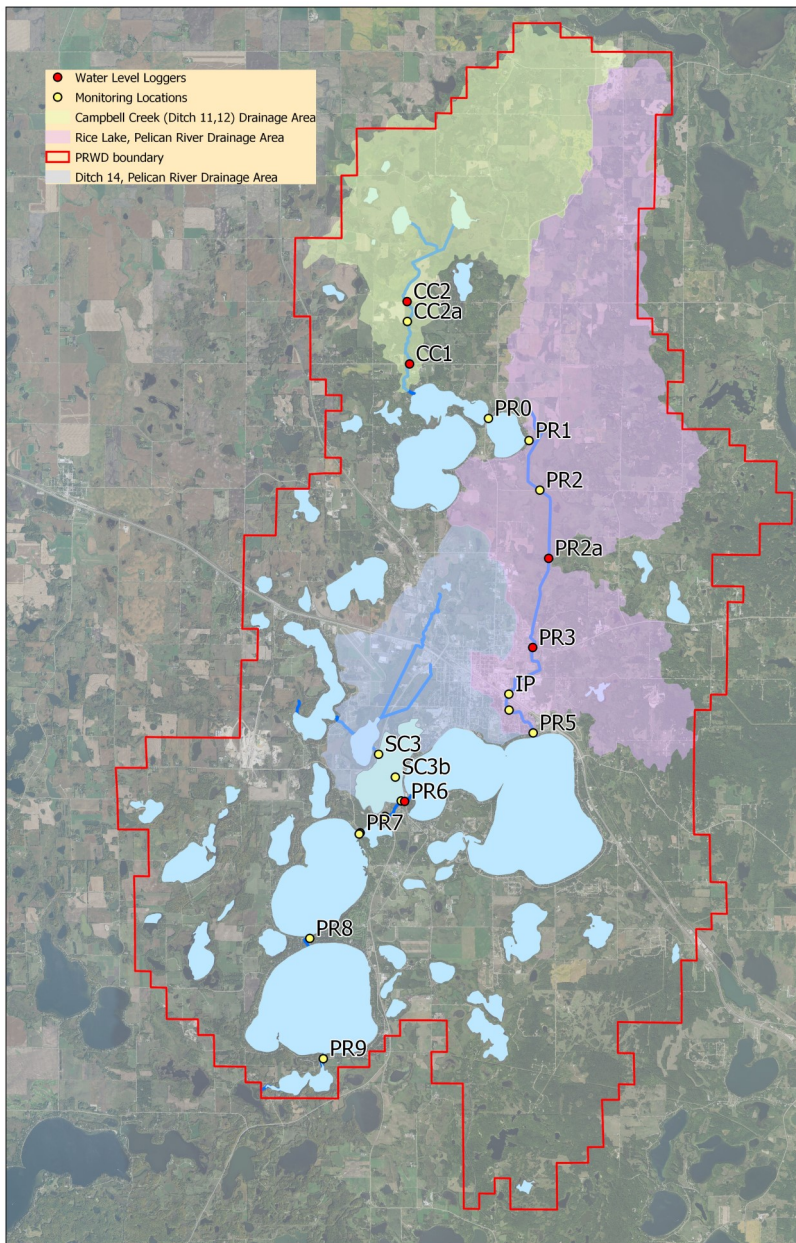 Water Level Loggers
Monitoring Locations
Campbell Creek (Ditch 11,12) Drainage Area
Rice Lake, Pelican River Drainage Area
PRWD boundary
Ditch 14, Pelican River Drainage Area
CC2
CC2a
CC1
PR0
PR1
PR2
PR2a
PR3
IP
PR5
SC3
SC3b
PR6
PR7
PR8
PR9